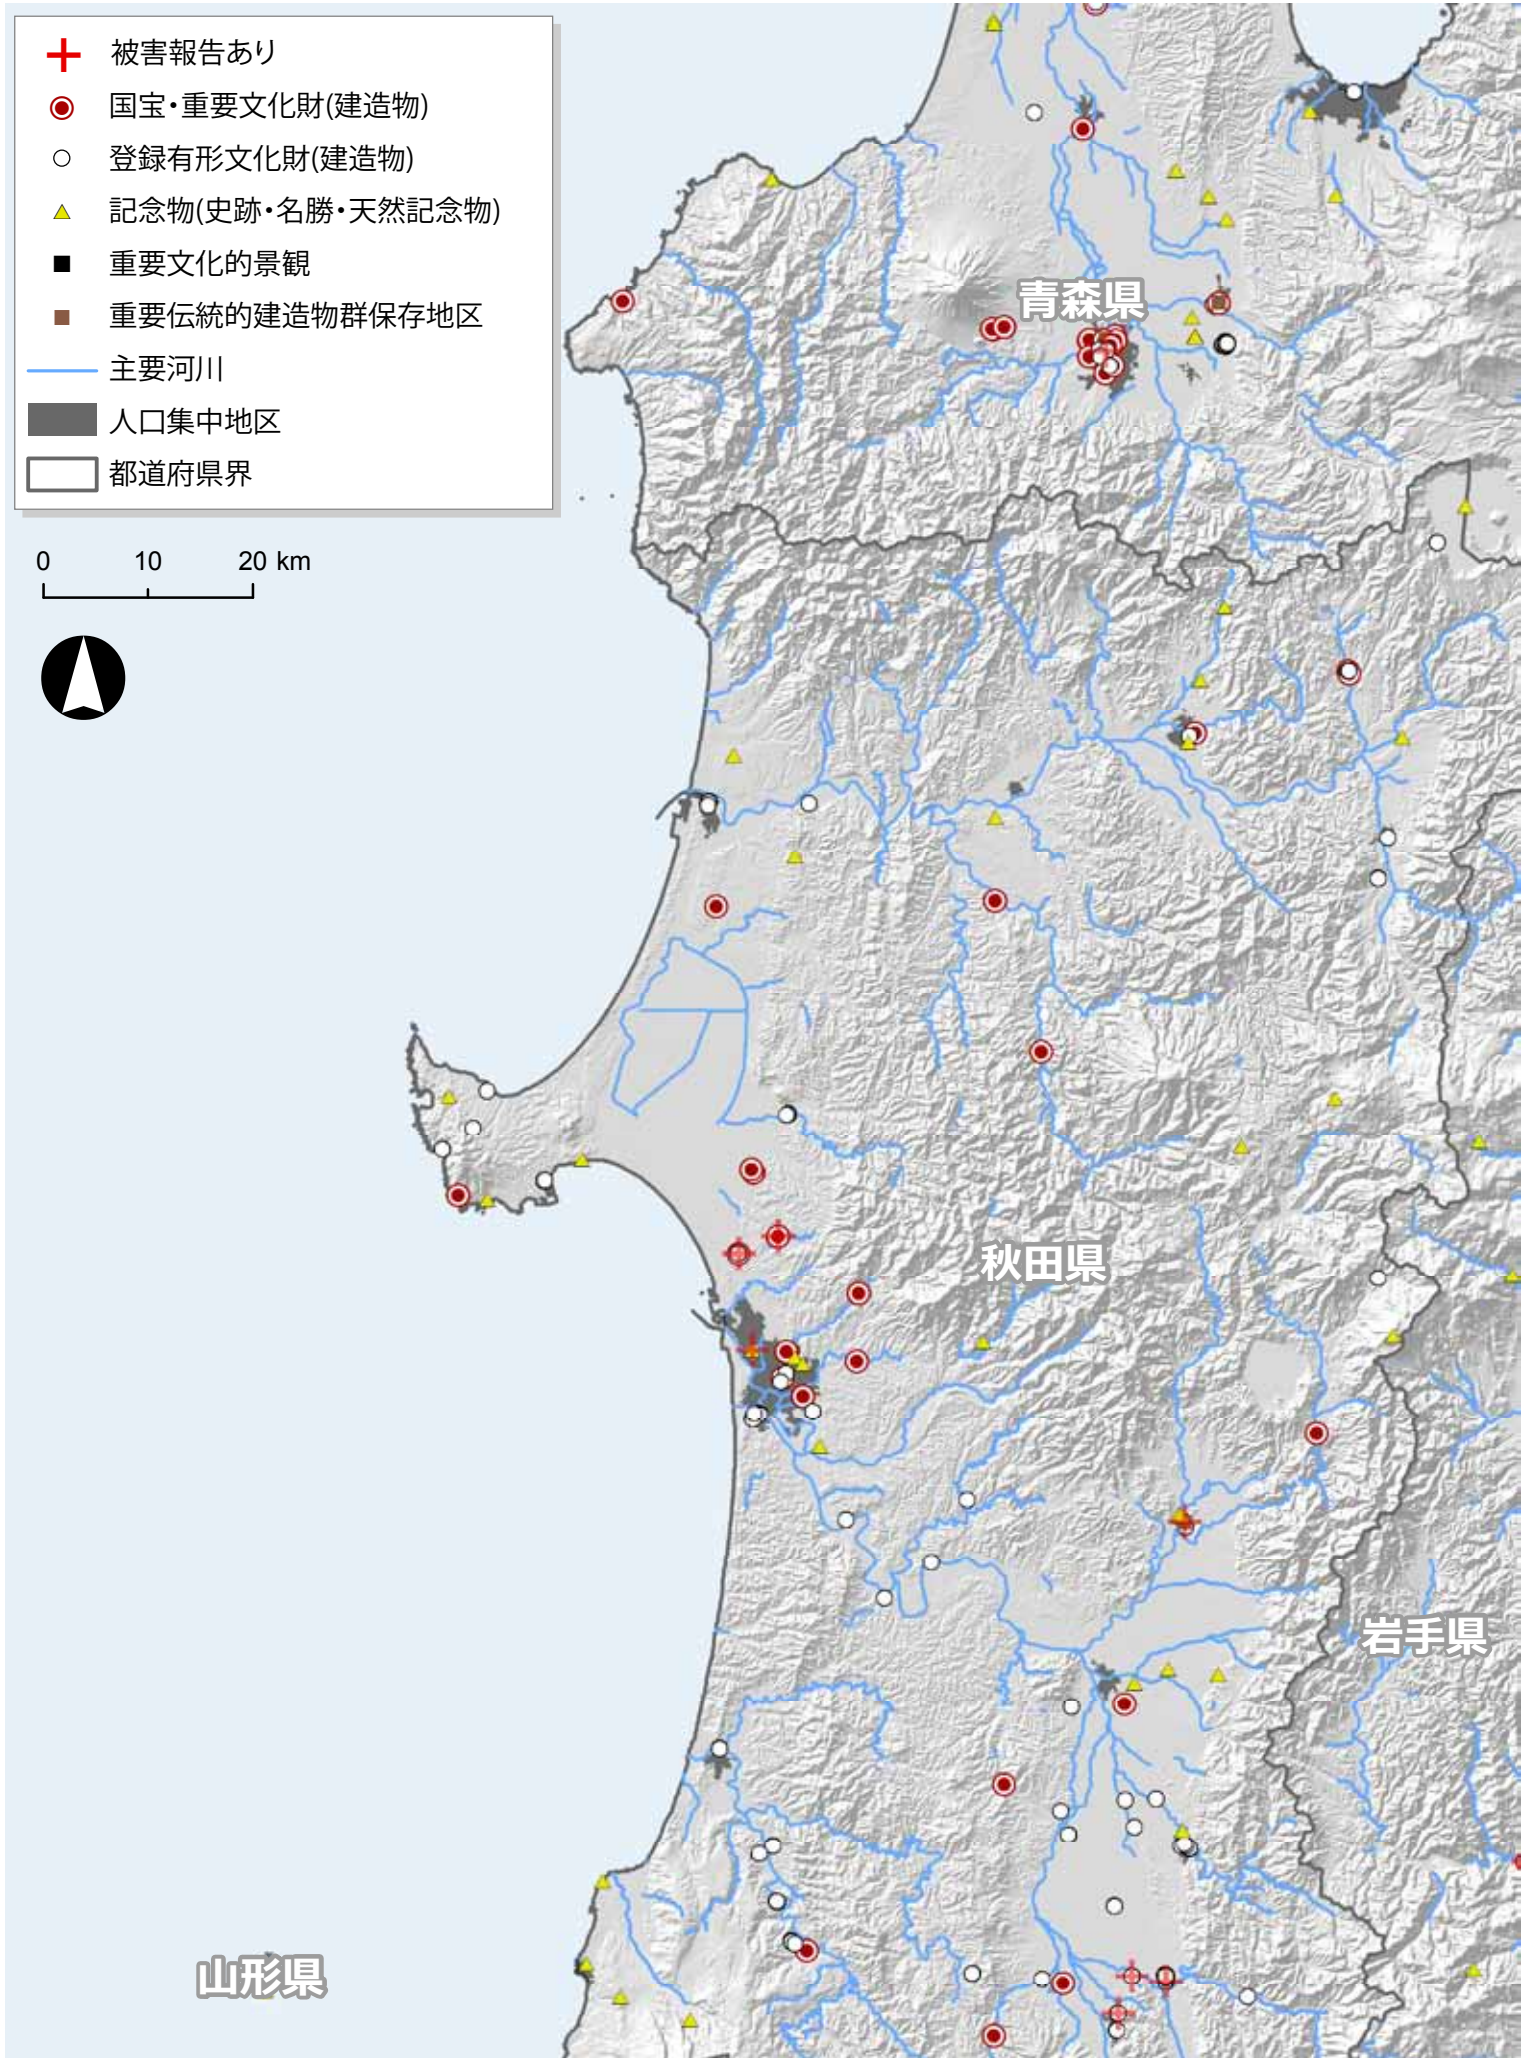 被害報告あり
国宝・重要文化財(建造物)
登録有形文化財(建造物)
記念物(史跡・名勝・天然記念物)
重要文化的景観
重要伝統的建造物群保存地区
主要河川
人口集中地区
都道府県界
0 10 20 km
青森県
秋田県
岩手県
山形県